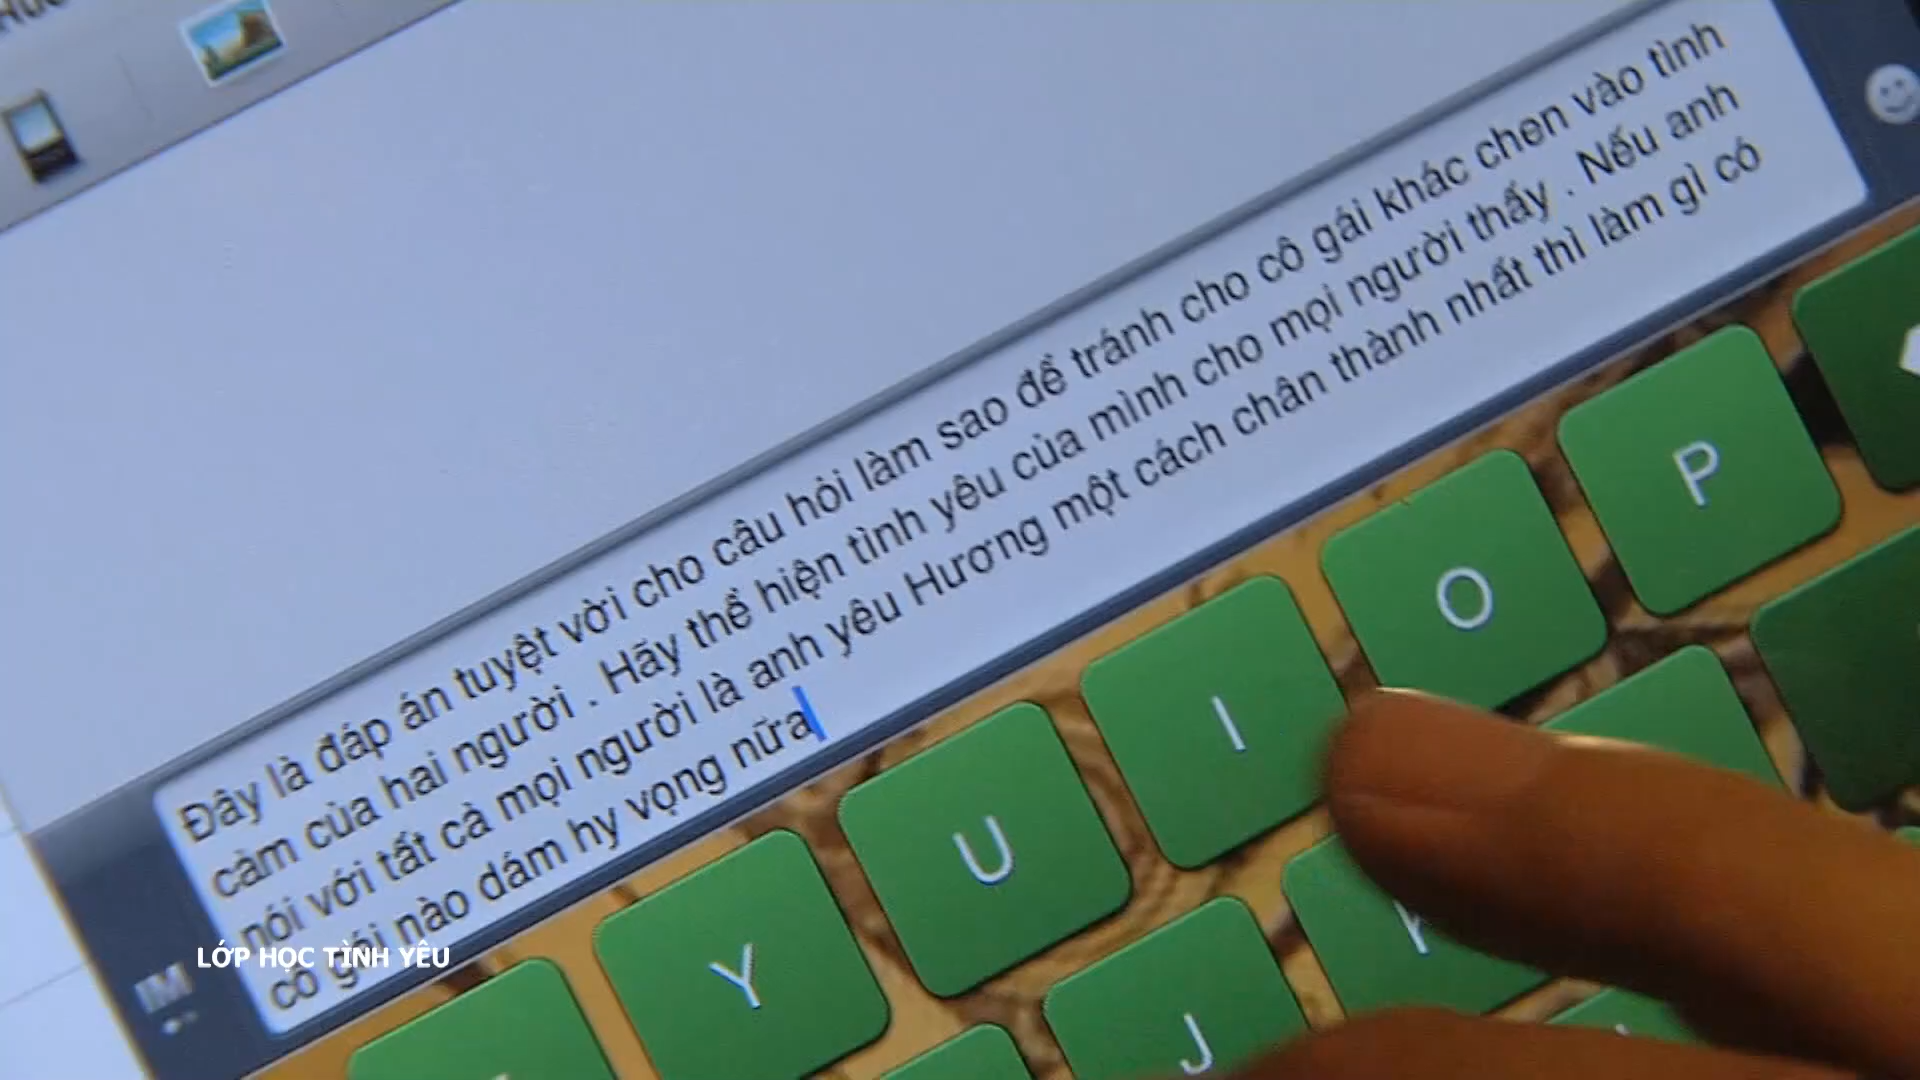 Đây là đáp án tuyệt vời cho câu hỏi làm sao để tránh cho cô gái khác chen vào tình
cảm của hai người . Hãy thể hiện tình yêu của mình cho mọi người thấy . Nếu anh
nói với tất cả mọi người là anh yêu Hương một cách chân thành nhất thì làm gì có
cô gái nào dám hy vọng nữa
IM
LỚP HỌC TÌNH YÊU
P
O
I
U
Y
J